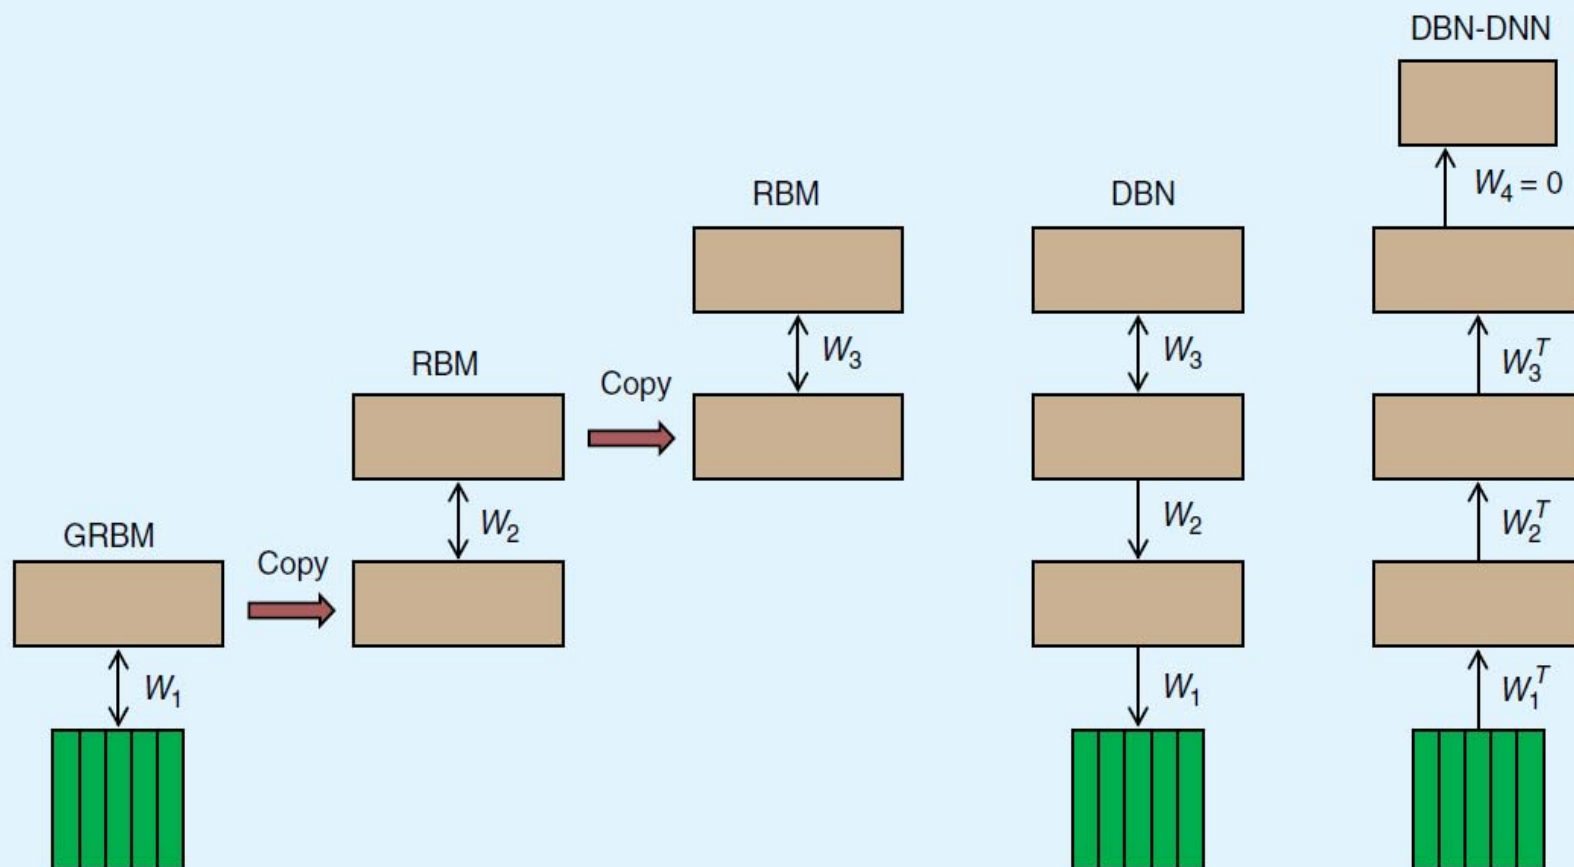 DBN-DNN
W₄ = 0
RBM
DBN
W₃
W₃
W₃ᵀ
RBM
Copy
W₂
W₂
W₂ᵀ
GRBM
Copy
W₁
W₁
W₁ᵀ